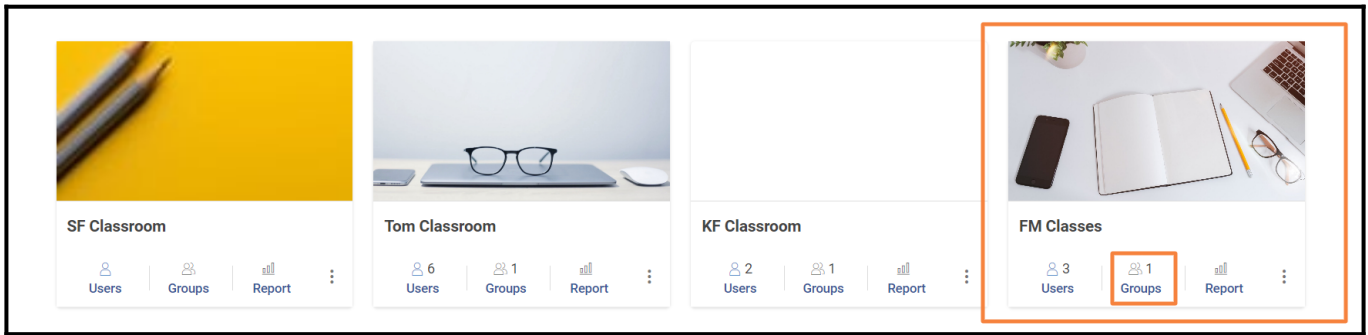 SF Classroom
Users Groups Report
Tom Classroom
6 1
Users Groups Report
KF Classroom
2 1
Users Groups Report
FM Classes
3 1
Users Groups Report